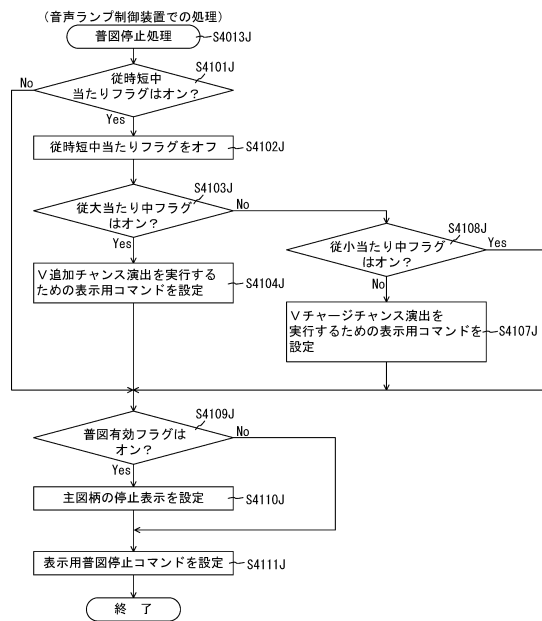 (音声ランプ制御装置での処理)
普図停止処理
S4013J
従時短中
当たりフラグはオン？
S4101J
No
Yes
従時短中当たりフラグをオフ
S4102J
従大当たり中フラグ
はオン？
S4103J
No
Yes
従小当たり中フラグ
はオン？
S4108J
Yes
No
Ｖ追加チャンス演出を実行する
ための表示用コマンドを設定
S4104J
Ｖチャージチャンス演出を
実行するための表示用コマンドを
設定
S4107J
普図有効フラグは
オン？
S4109J
No
Yes
主図柄の停止表示を設定
S4110J
表示用普図停止コマンドを設定
S4111J
終 了